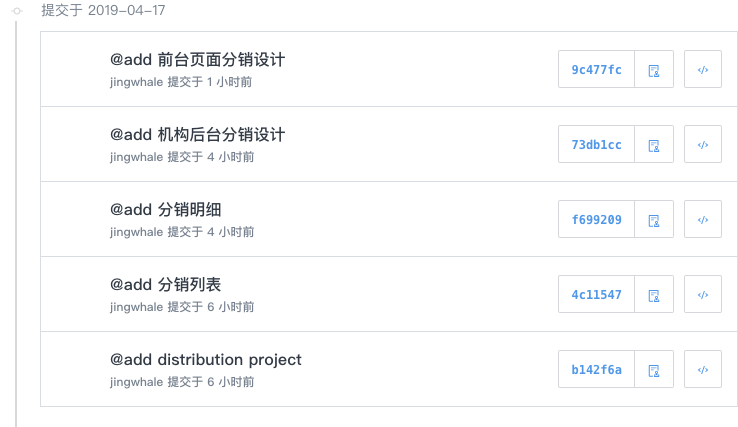 提交于 2019-04-17
@add 前台页面分销设计
jingwhale 提交于 1 小时前
9c477fc
@add 机构后台分销设计
jingwhale 提交于 4 小时前
73db1cc
@add 分销明细
jingwhale 提交于 4 小时前
f699209
@add 分销列表
jingwhale 提交于 6 小时前
4c11547
@add distribution project
jingwhale 提交于 6 小时前
b142f6a